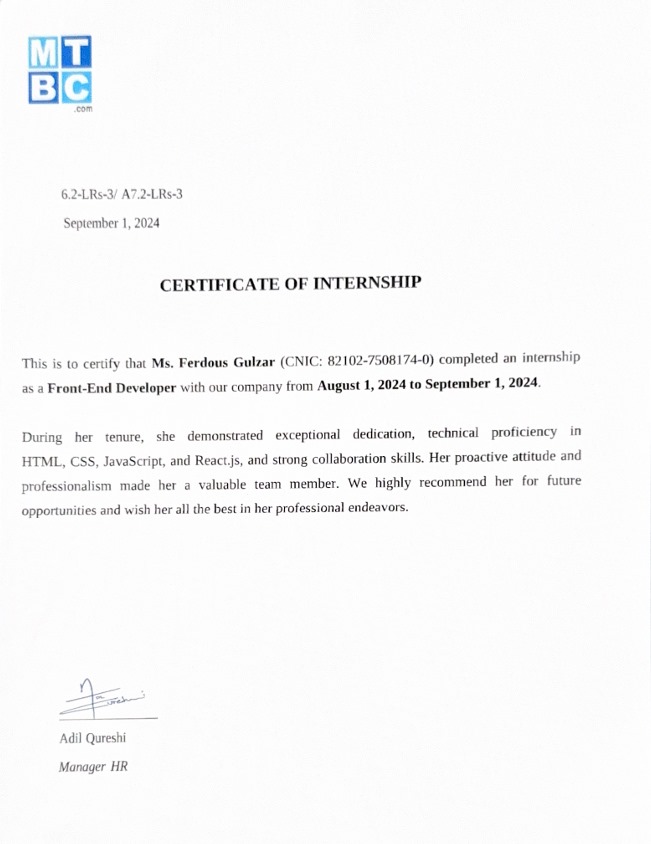 MT
BC
.com
6.2-LRs-3/ A7.2-LRs-3
September 1, 2024
CERTIFICATE OF INTERNSHIP
This is to certify that Ms. Ferdous Gulzar (CNIC: 82102-7508174-0) completed an internship
as a Front-End Developer with our company from August 1, 2024 to September 1, 2024.
During her tenure, she demonstrated exceptional dedication, technical proficiency in
HTML, CSS, JavaScript, and React.js, and strong collaboration skills. Her proactive attitude and
professionalism made her a valuable team member. We highly recommend her for future
opportunities and wish her all the best in her professional endeavors.
Adil Qureshi
Manager HR